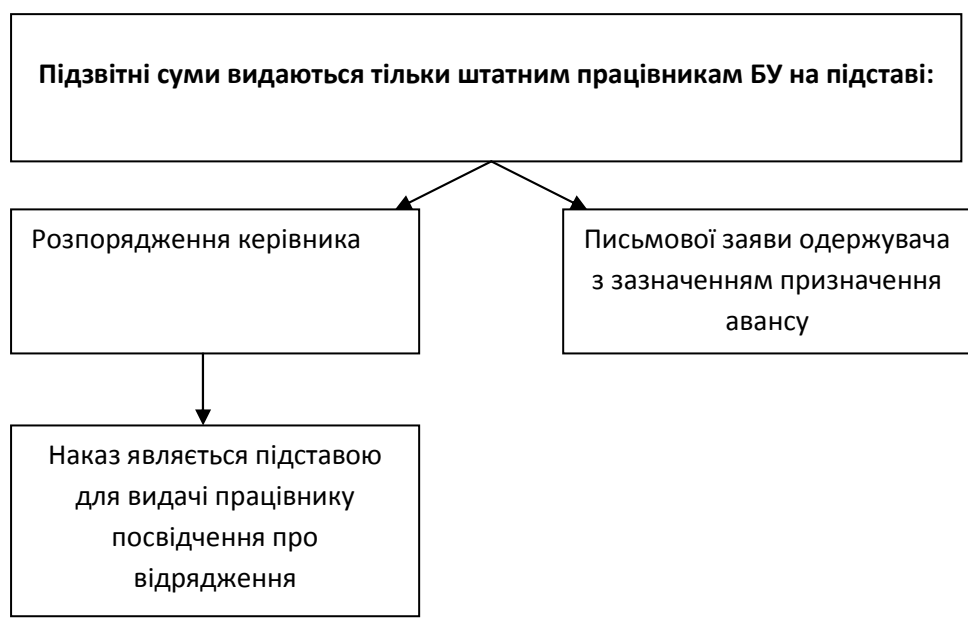 Підзвітні суми видаються тільки штатним працівникам БУ на підставі:
Розпорядження керівника
Письмової заяви одержувача
з зазначенням призначення
авансу
Наказ являється підставою
для видачі працівнику
посвідчення про
відрядження